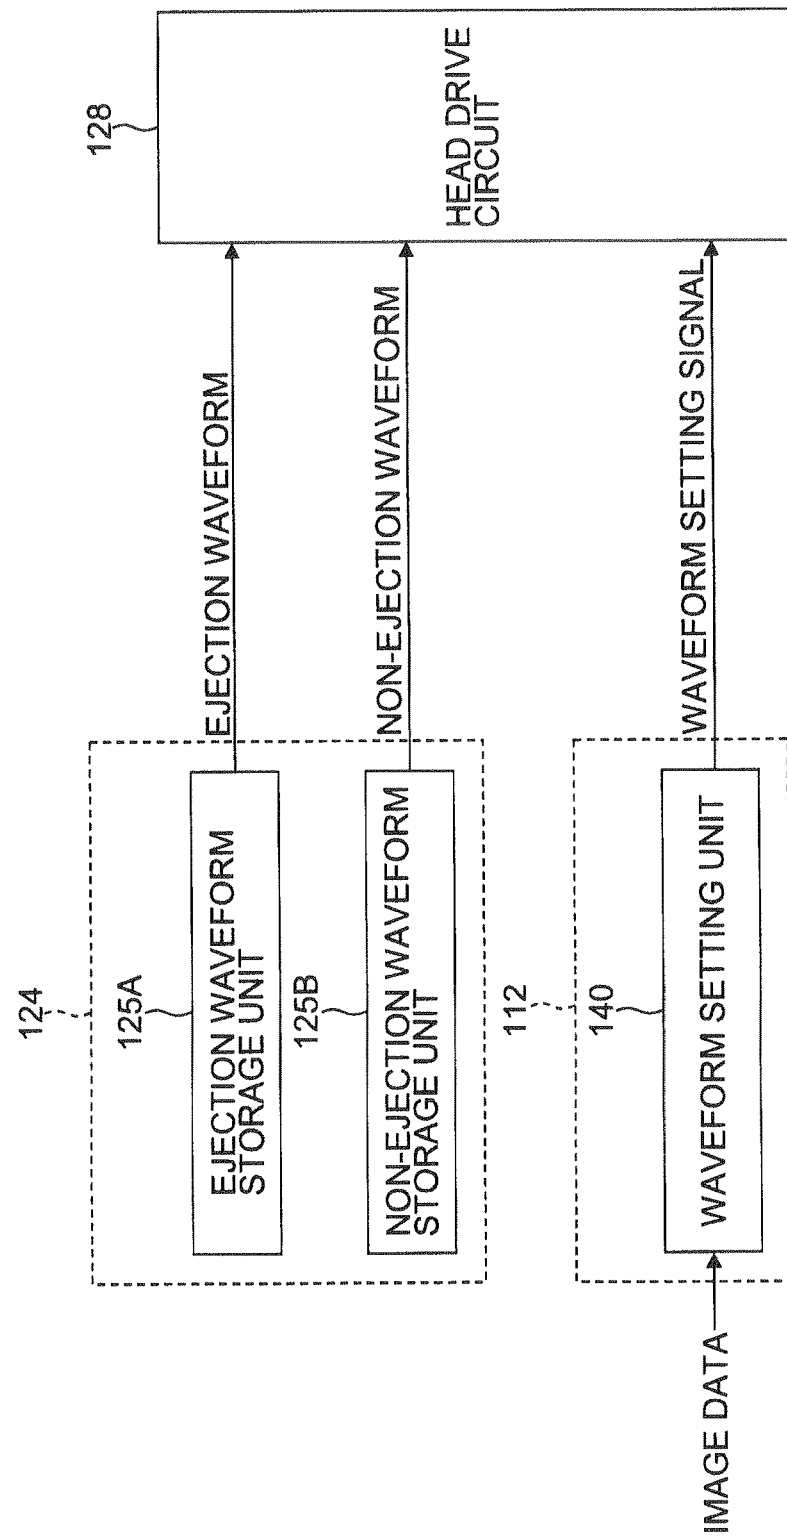 124
125A
EJECTION WAVEFORM
STORAGE UNIT
125B
NON-EJECTION WAVEFORM
STORAGE UNIT
EJECTION WAVEFORM
NON-EJECTION WAVEFORM
128
HEAD DRIVE
CIRCUIT
112
140
IMAGE DATA
WAVEFORM SETTING UNIT
WAVEFORM SETTING SIGNAL